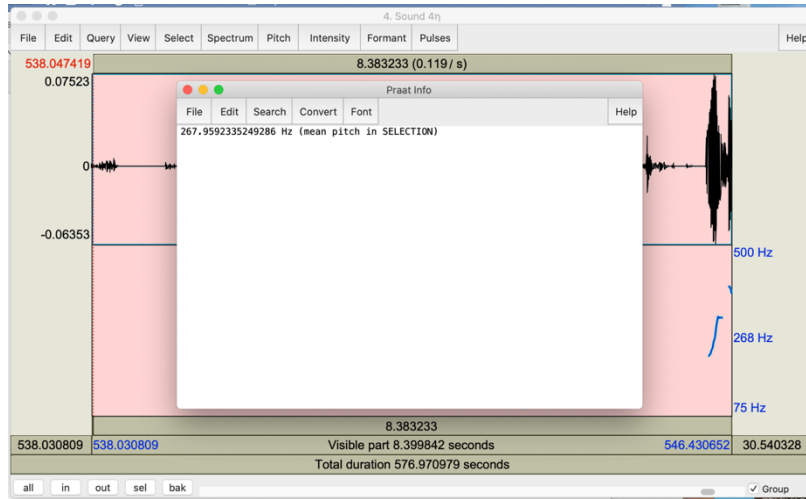 4. Sound 4η
File Edit Query View Select Spectrum Pitch Intensity Formant Pulses Help
538.047419 8.383233 (0.119 / s)
0.07523
Praat Info
File Edit Search Convert Font Help
267.9592335249286 Hz (mean pitch in SELECTION)
0
-0.06353
500 Hz
268 Hz
75 Hz
8.383233
538.030809 538.030809 Visible part 8.399842 seconds 546.430652 30.540328
Total duration 576.970979 seconds
all in out sel bak Group